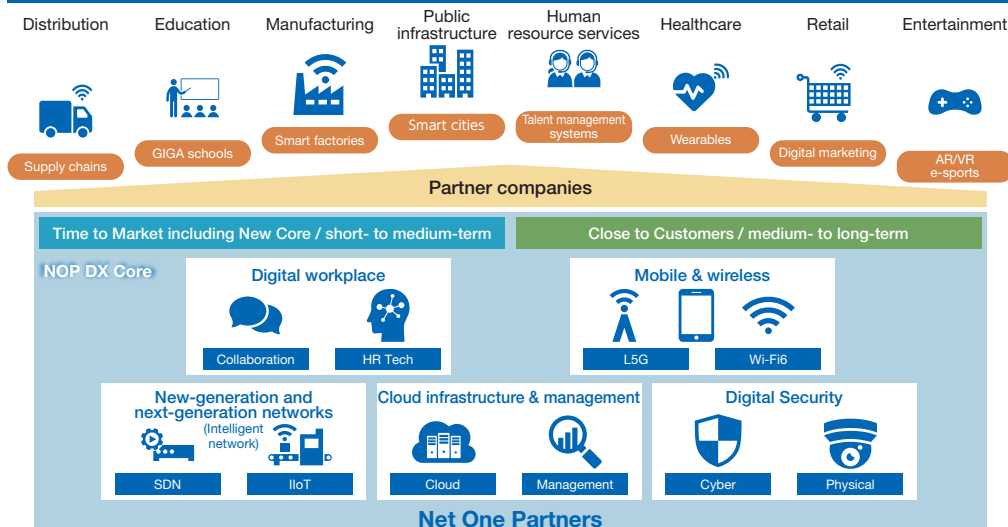 Distribution
Education
Manufacturing
Public
infrastructure
Human
resource services
Healthcare
Retail
Entertainment
Supply chains
GIGA schools
Smart factories
Smart cities
Talent management
systems
Wearables
Digital marketing
AR/VR
e-sports
Partner companies
Time to Market including New Core / short- to medium-term
Close to Customers / medium- to long-term
NOP DX Core
Digital workplace
Collaboration
HR Tech
Mobile & wireless
L5G
Wi-Fi6
New-generation and
next-generation networks
(Intelligent
network)
SDN
IIoT
Cloud infrastructure & management
Cloud
Management
Digital Security
Cyber
Physical
Net One Partners